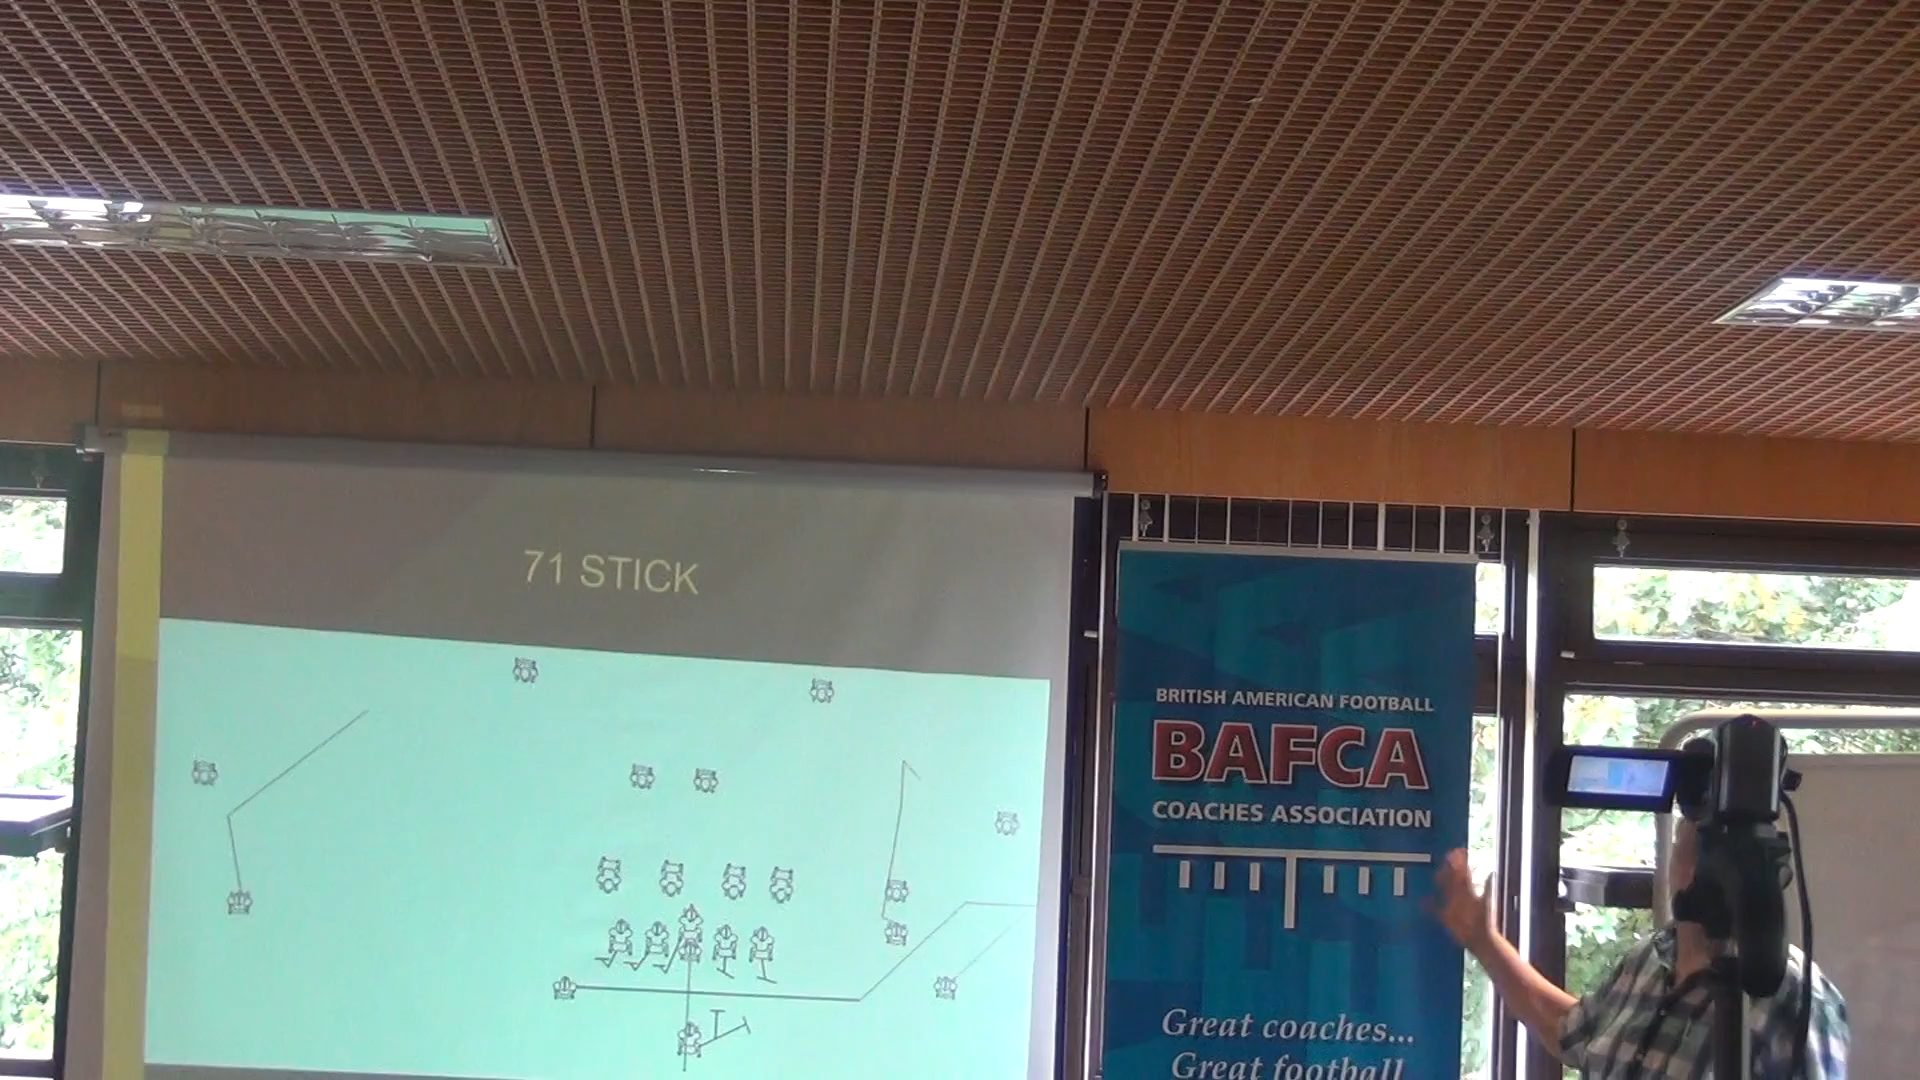 71 STICK
BRITISH AMERICAN FOOTBALL
BAFCA
COACHES ASSOCIATION
Great coaches...
Great football